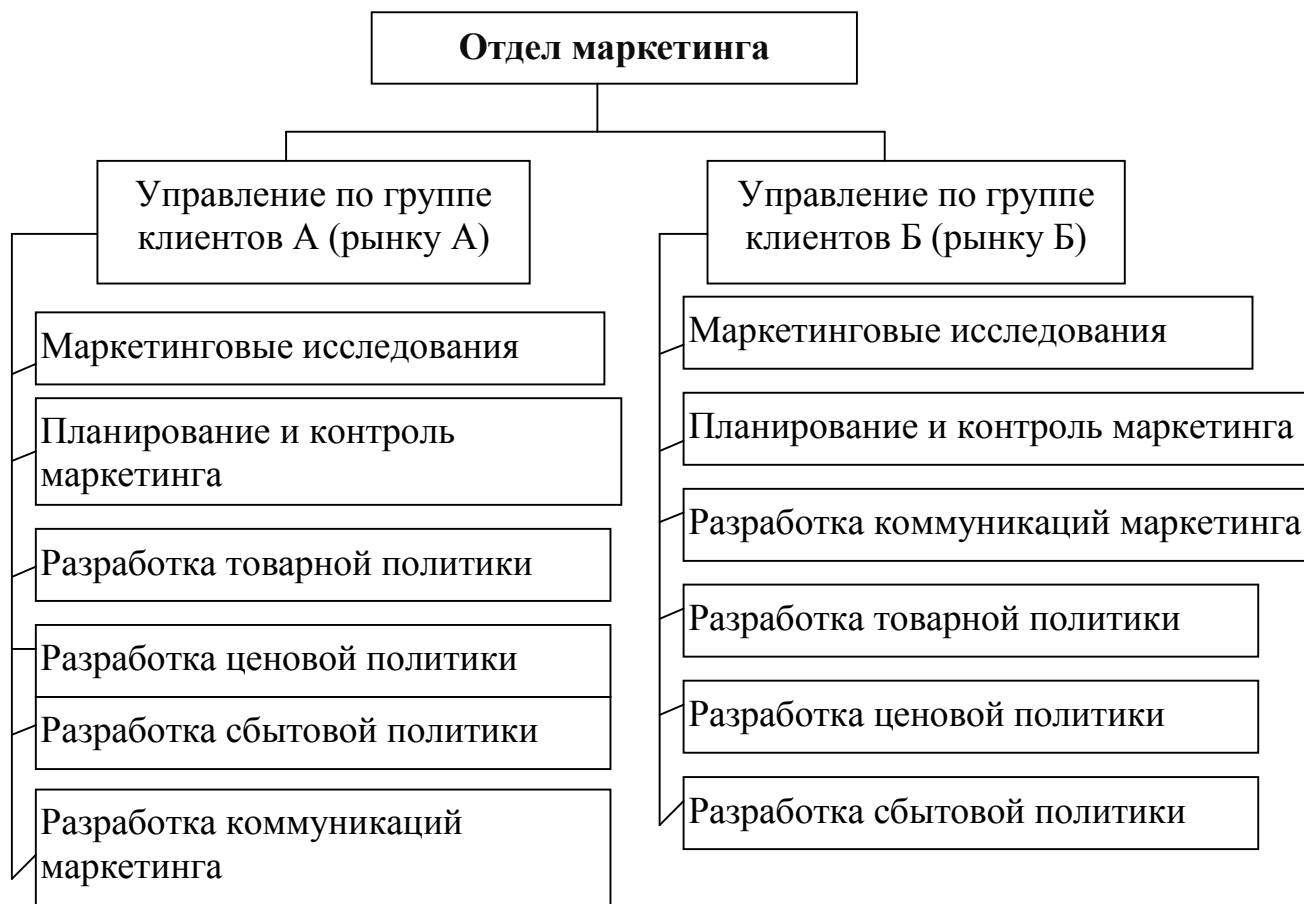 Отдел маркетинга
Управление по группе
клиентов А (рынку А)
Маркетинговые исследования
Планирование и контроль
маркетинга
Разработка товарной политики
Разработка ценовой политики
Разработка сбытовой политики
Разработка коммуникаций
маркетинга
Управление по группе
клиентов Б (рынку Б)
Маркетинговые исследования
Планирование и контроль маркетинга
Разработка коммуникаций маркетинга
Разработка товарной политики
Разработка ценовой политики
Разработка сбытовой политики